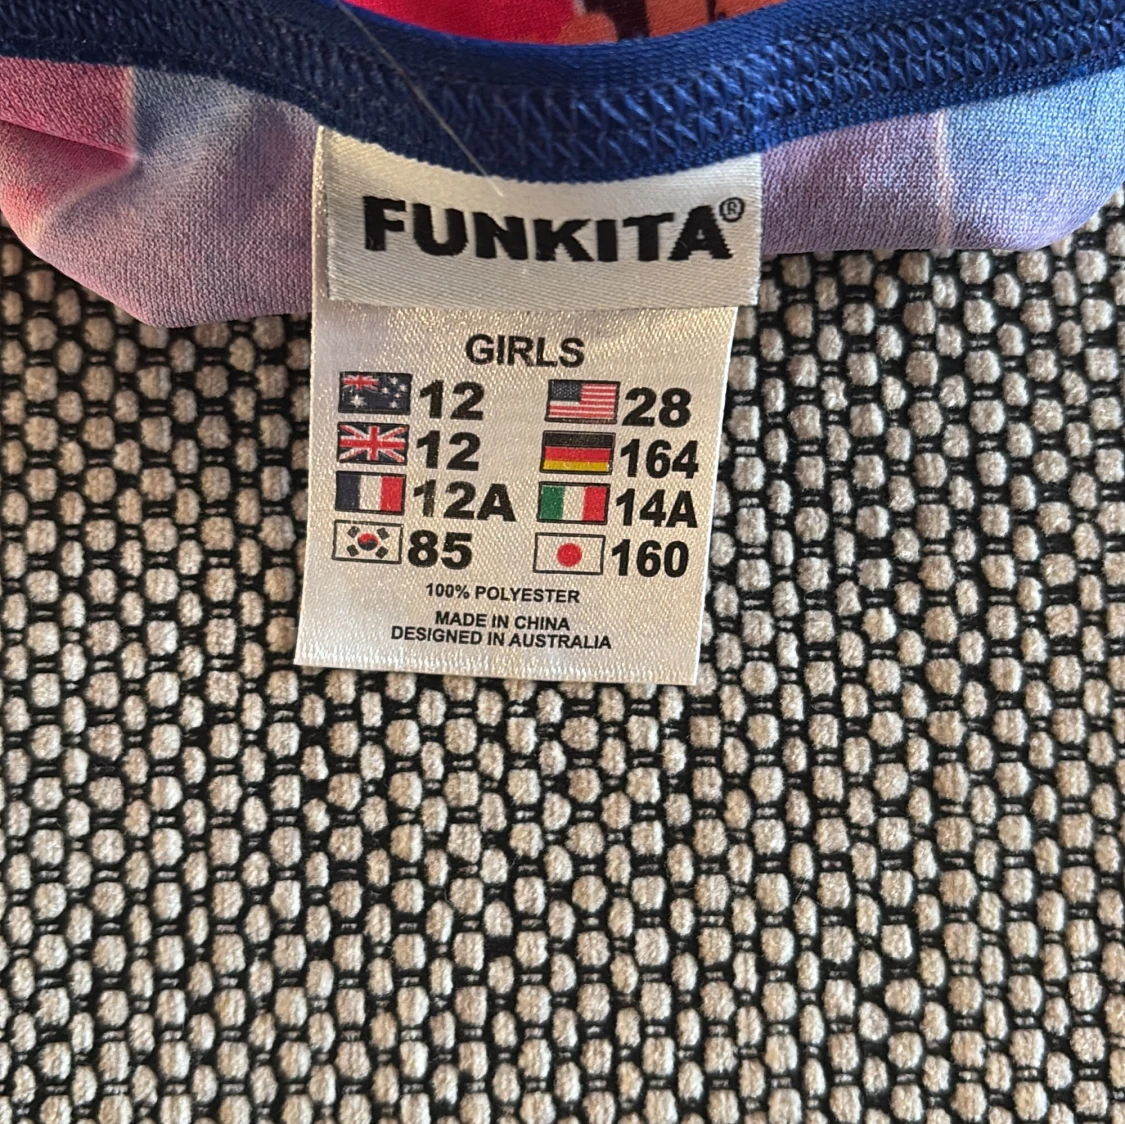 FUNKITA®
GIRLS
12 28
12 164
12A 14A
85 160
100% POLYESTER
MADE IN CHINA
DESIGNED IN AUSTRALIA